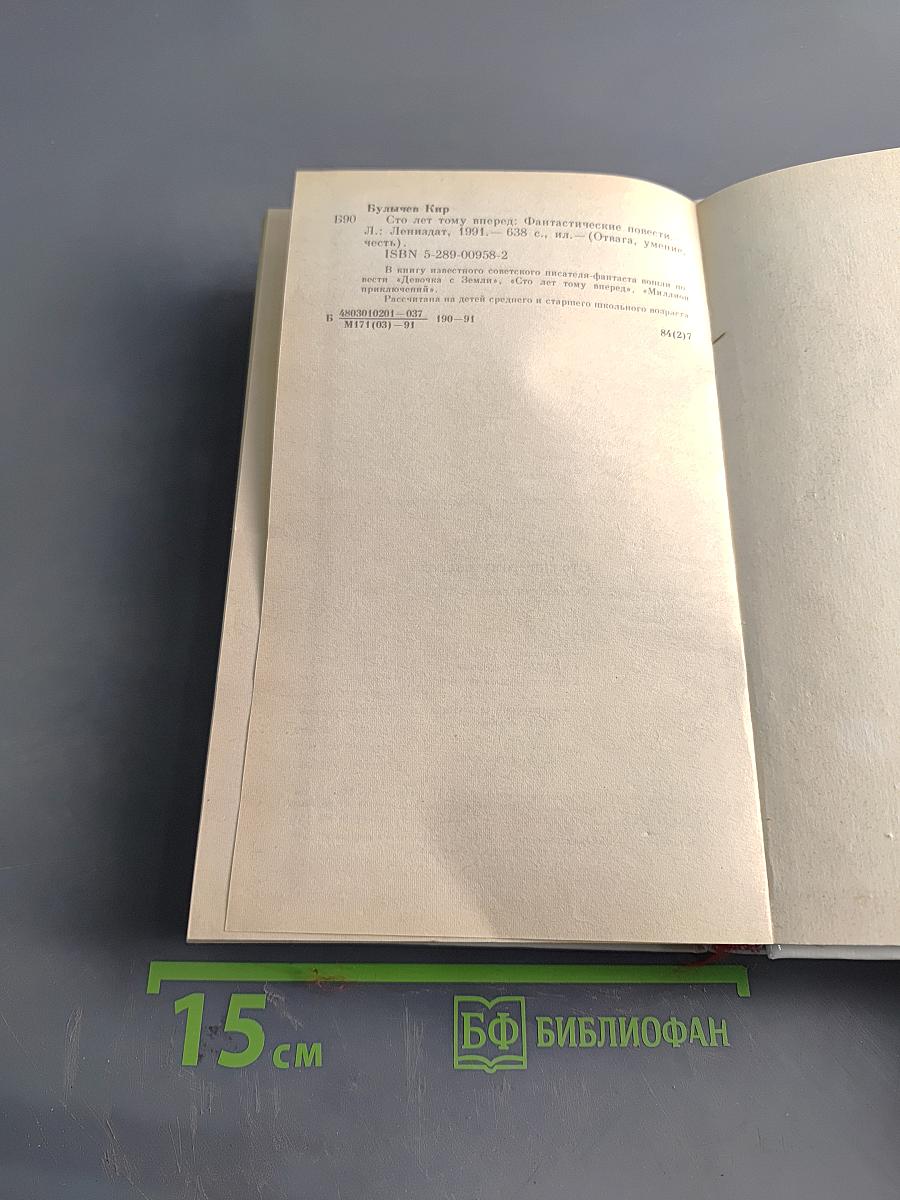 Булычев Кир
Б90 Сто лет тому вперед: Фантастические повести.
Л.: Лениздат, 1991.— 638 с., ил.— (Отвага, умение,
честь).
ISBN 5-289-00958-2
В книгу известного советского писателя-фантаста вошли по-
вести «Девочка с Земли», «Сто лет тому вперед», «Миллион
приключений».
Рассчитана на детей среднего и старшего школьного возраста
Б 4803010201—037 190—91
М171(03)—91
84(2)7
15 см
БФ БИБЛИОФАН